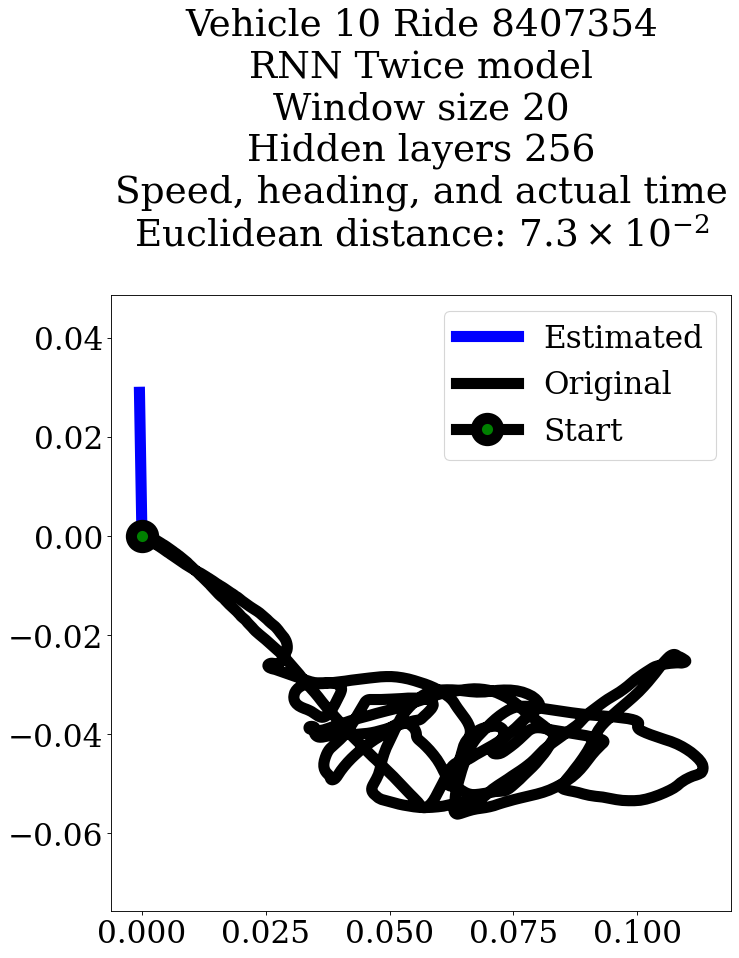 Vehicle 10 Ride 8407354
RNN Twice model
Window size 20
Hidden layers 256
Speed, heading, and actual time
Euclidean distance: 7.3 × 10⁻²
Estimated
Original
Start
0.04
0.02
0.00
−0.02
−0.04
−0.06
0.000 0.025 0.050 0.075 0.100